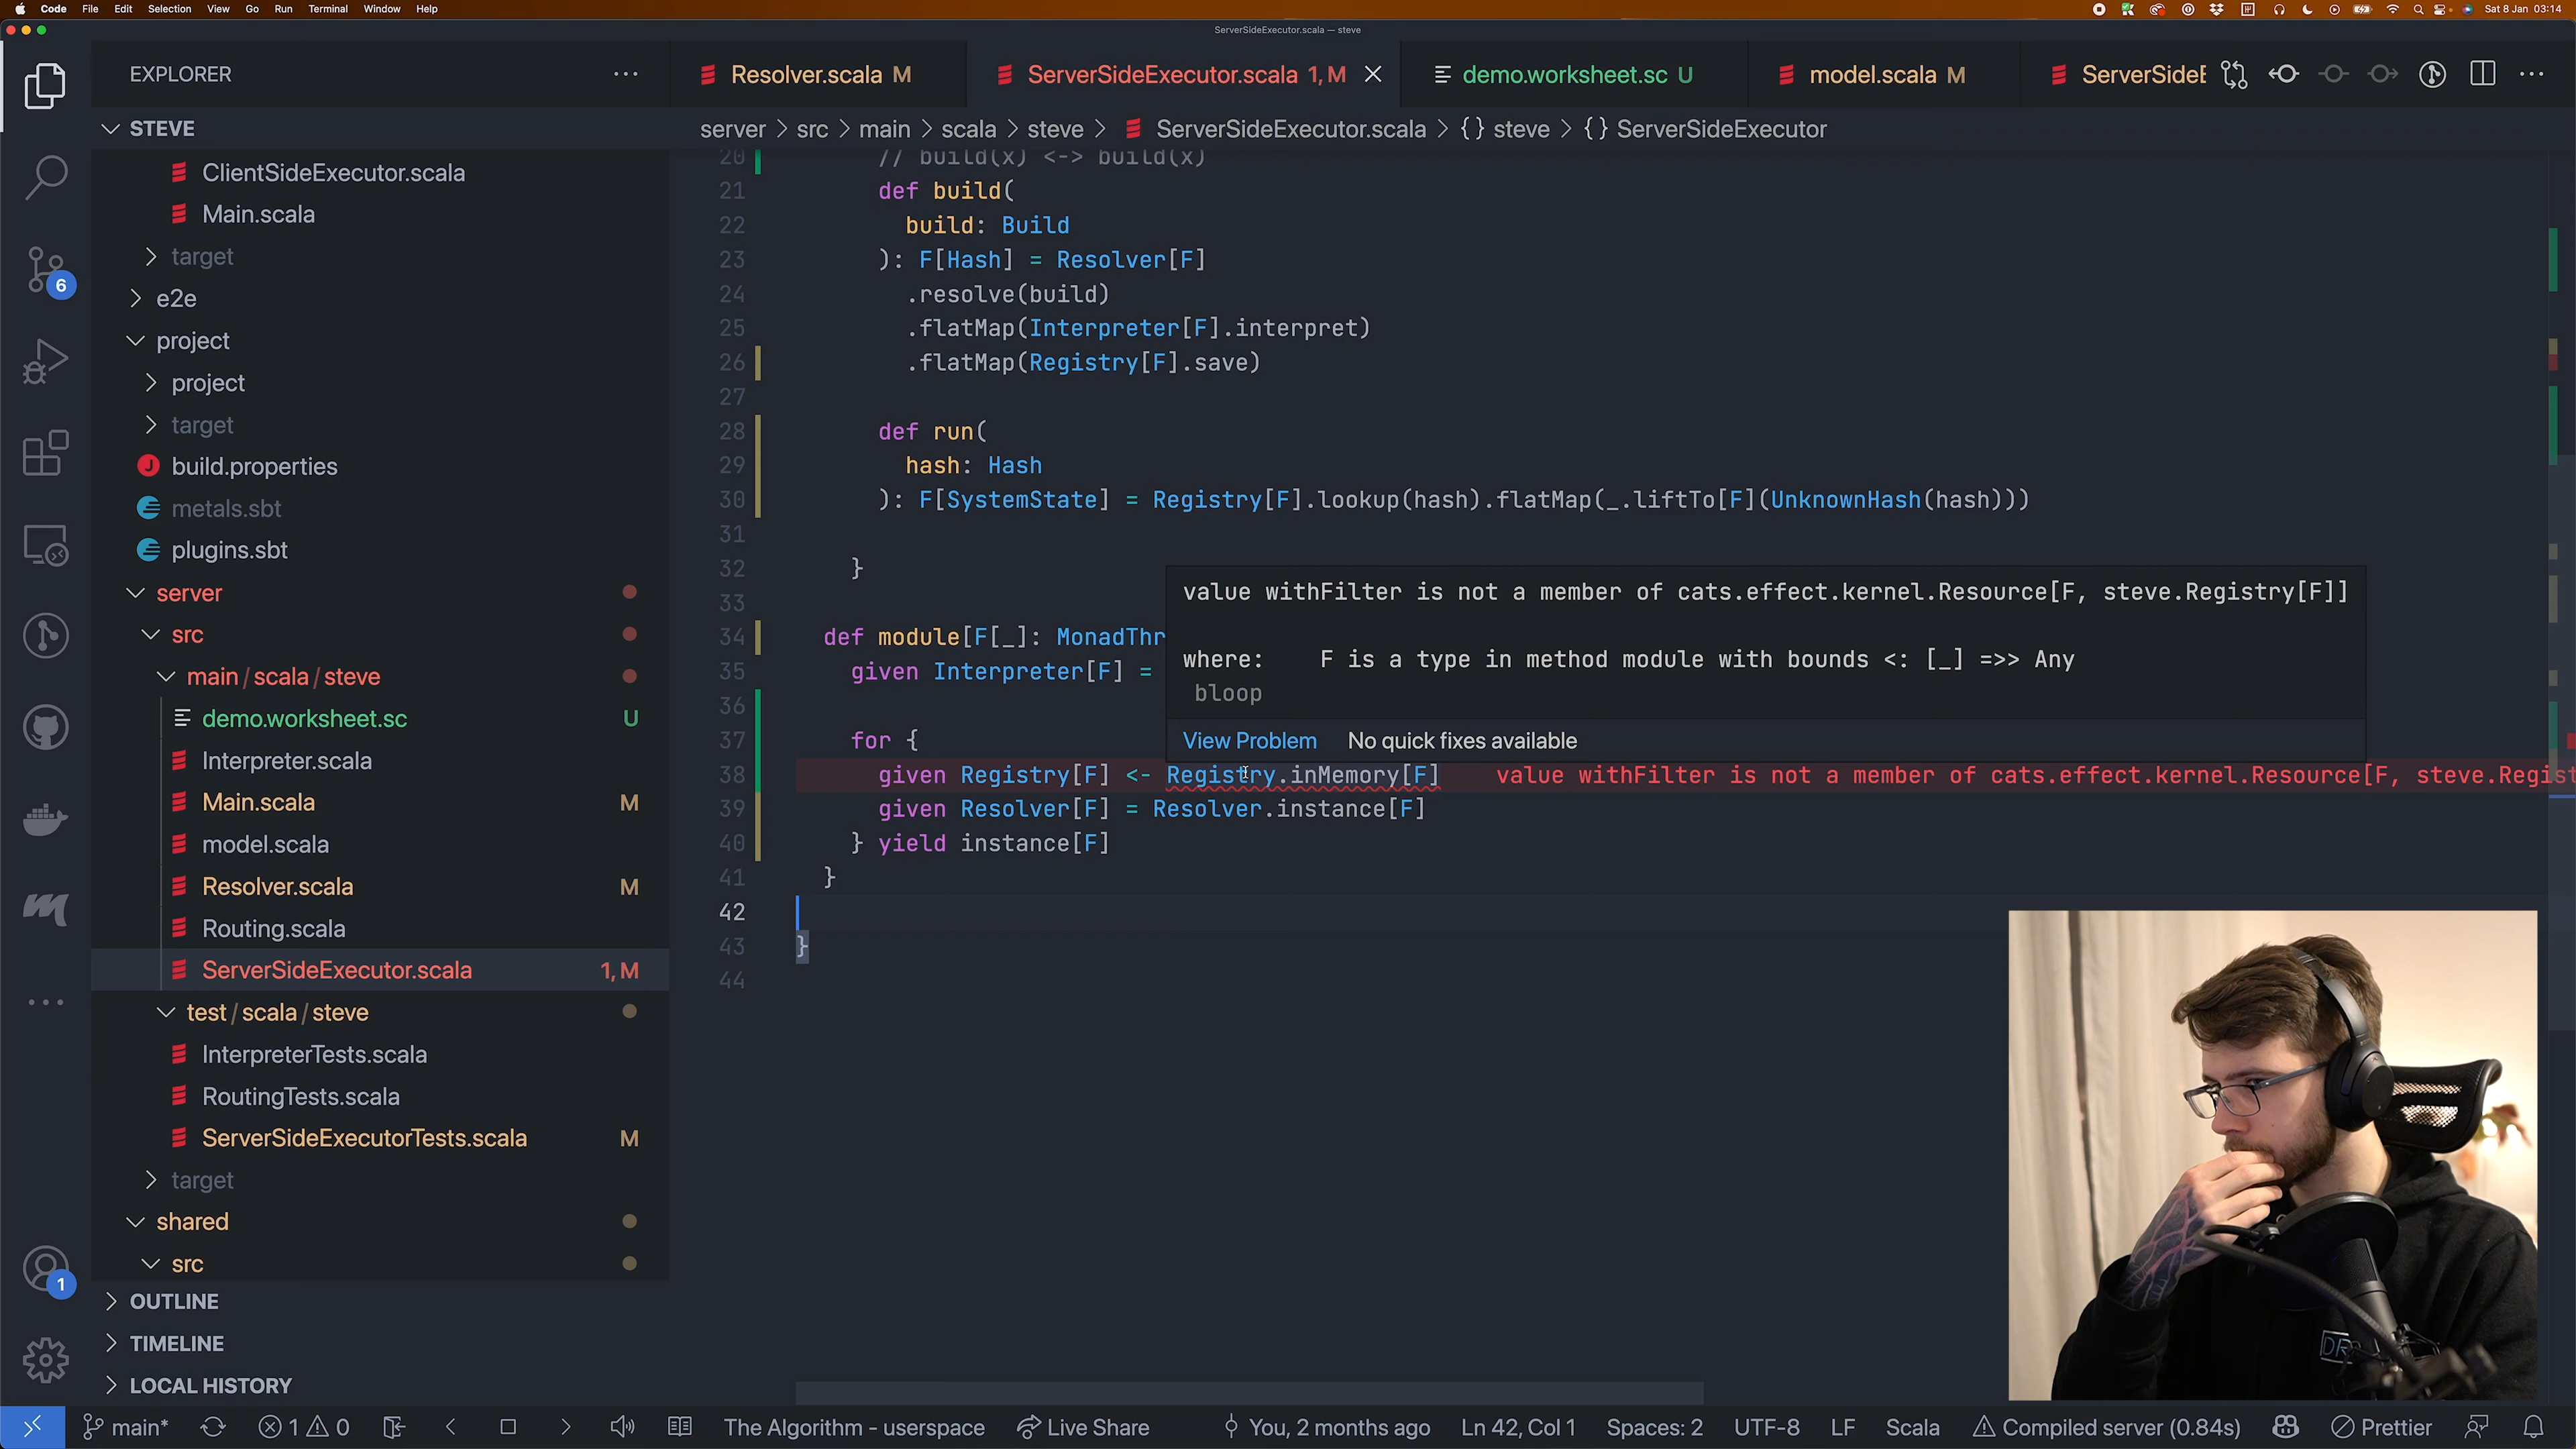 Code File Edit Selection View Go Run Terminal Window Help
Sat 8 Jan 03:14
ServerSideExecutor.scala — steve
EXPLORER
STEVE
ClientSideExecutor.scala
Main.scala
target
e2e
project
project
target
build.properties
metals.sbt
plugins.sbt
server
src
main / scala / steve
demo.worksheet.sc U
Interpreter.scala
Main.scala M
model.scala
Resolver.scala M
Routing.scala
ServerSideExecutor.scala 1, M
test / scala / steve
InterpreterTests.scala
RoutingTests.scala
ServerSideExecutorTests.scala M
target
shared
src
OUTLINE
TIMELINE
LOCAL HISTORY
6
1
Resolver.scala M
ServerSideExecutor.scala 1, M
demo.worksheet.sc U
model.scala M
ServerSideE
server > src > main > scala > steve > ServerSideExecutor.scala > {} steve > {} ServerSideExecutor
20 // build(x) <-> build(x)
21 def build(
22 build: Build
23 ): F[Hash] = Resolver[F]
24 .resolve(build)
25 .flatMap(Interpreter[F].interpret)
26 .flatMap(Registry[F].save)
27
28 def run(
29 hash: Hash
30 ): F[SystemState] = Registry[F].lookup(hash).flatMap(_.liftTo[F](UnknownHash(hash)))
31
32 }
33
34 def module[F[_]: MonadThr
35 given Interpreter[F] =
36
37 for {
38 given Registry[F] <- Registry.inMemory[F] value withFilter is not a member of cats.effect.kernel.Resource[F, steve.Regist
39 given Resolver[F] = Resolver.instance[F]
40 } yield instance[F]
41 }
42
43 }
44
value withFilter is not a member of cats.effect.kernel.Resource[F, steve.Registry[F]]
where: F is a type in method module with bounds <: [_] =>> Any
bloop
View Problem No quick fixes available
main* 1 0 The Algorithm - userspace Live Share You, 2 months ago Ln 42, Col 1 Spaces: 2 UTF-8 LF Scala Compiled server (0.84s) Prettier